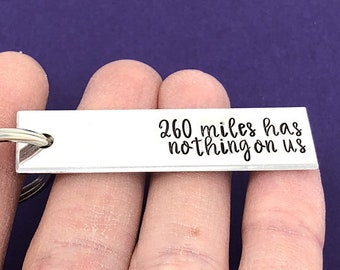 260 miles has
nothing on us